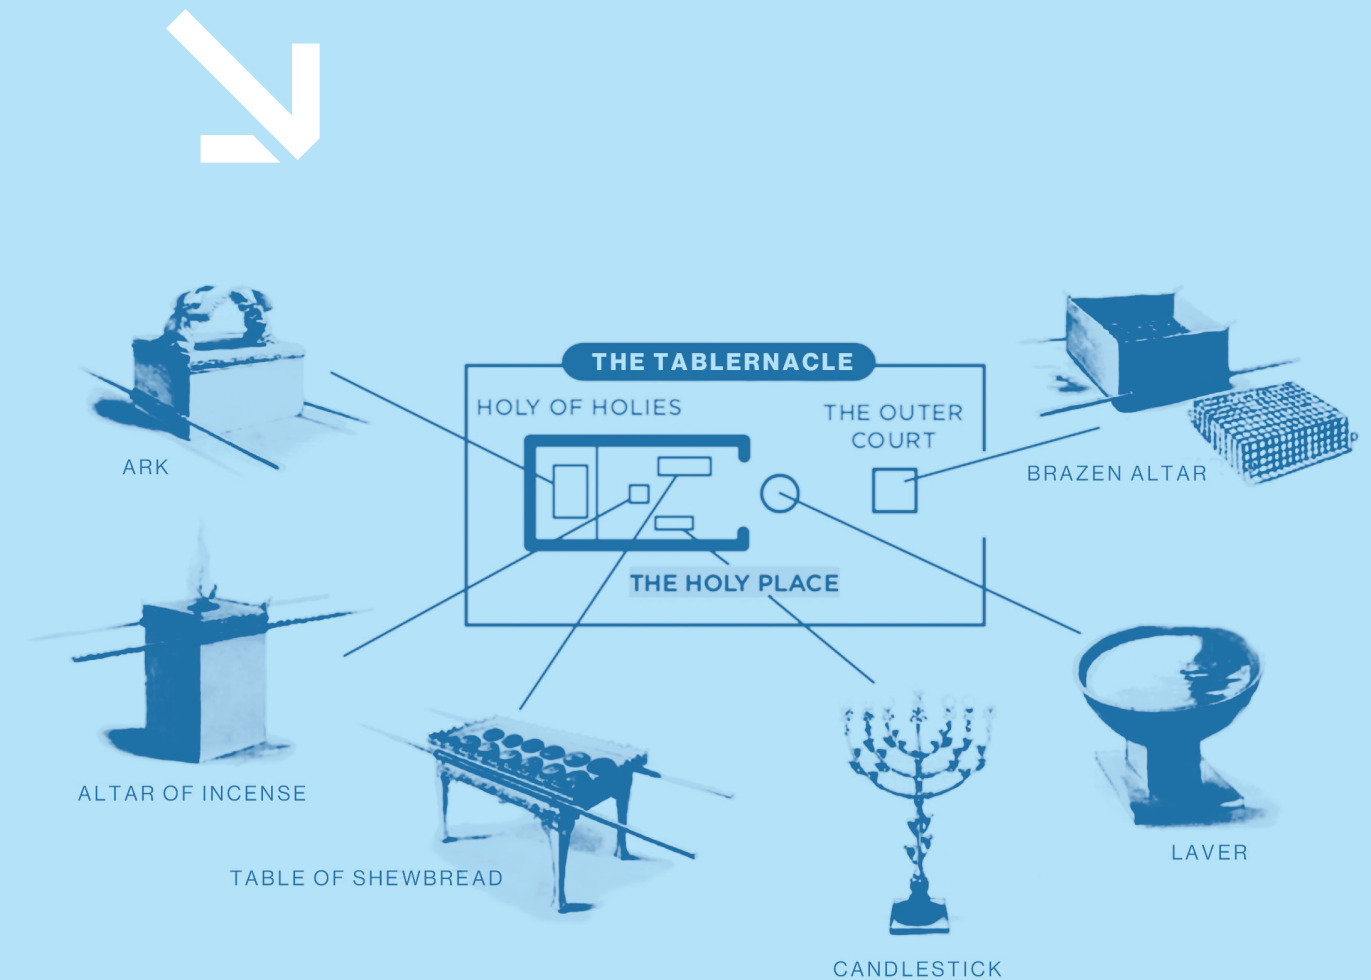 THE TABLERNACLE
HOLY OF HOLIES
THE OUTER
COURT
ARK
BRAZEN ALTAR
THE HOLY PLACE
ALTAR OF INCENSE
TABLE OF SHEWBREAD
LAVER
CANDLESTICK